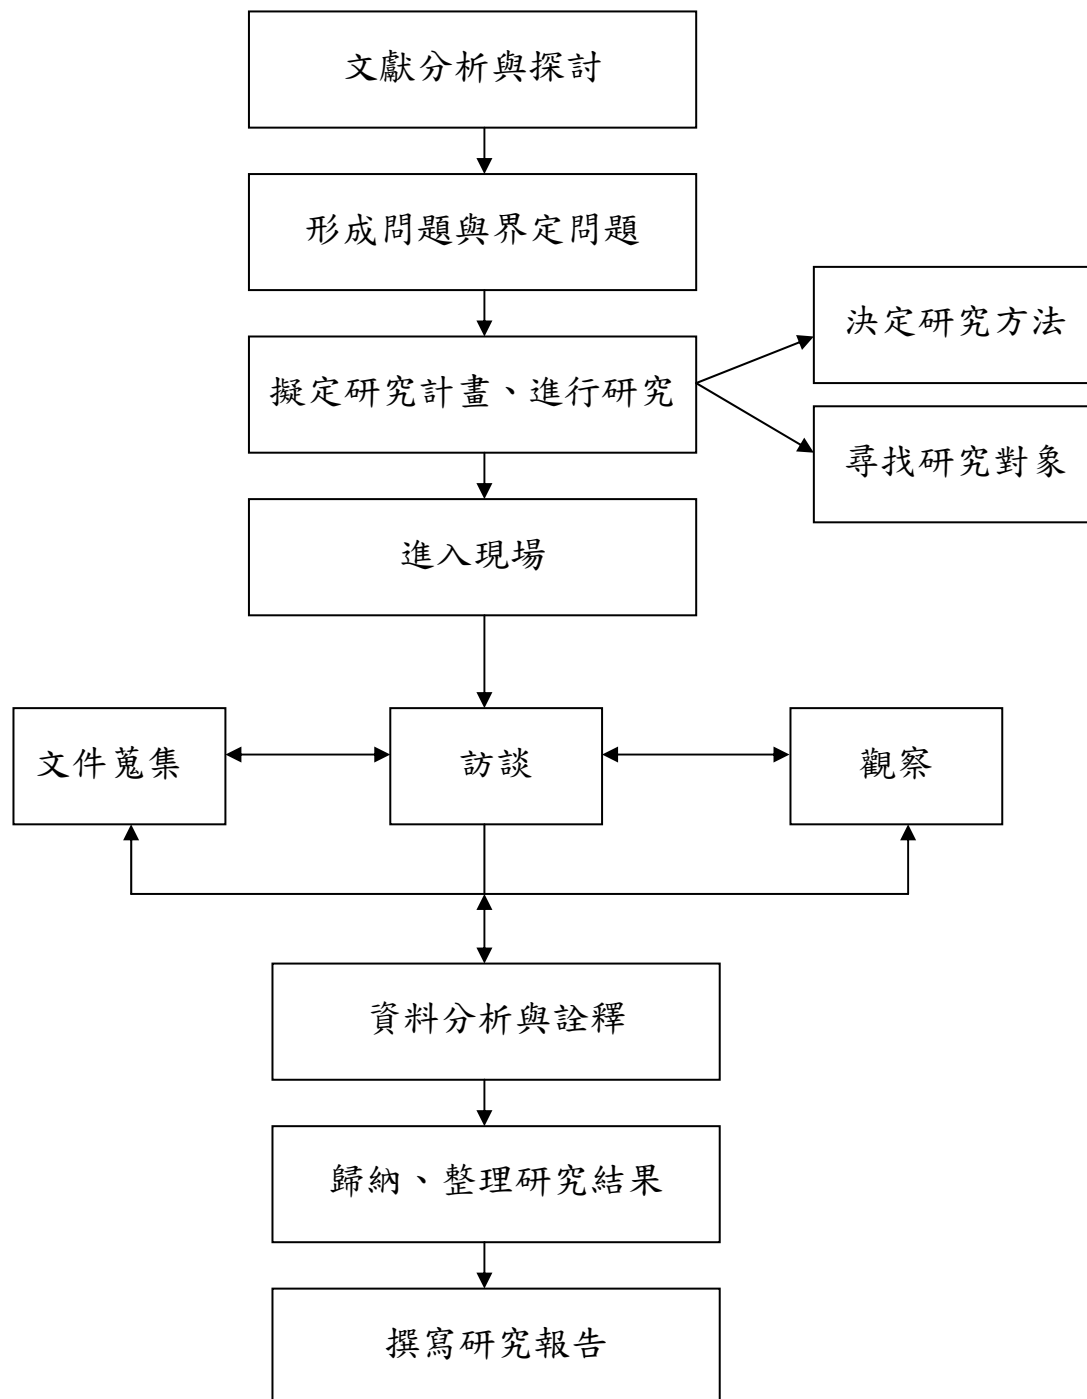 文獻分析與探討
形成問題與界定問題
決定研究方法
擬定研究計畫、進行研究
尋找研究對象
進入現場
文件蒐集
訪談
觀察
資料分析與詮釋
歸納、整理研究結果
撰寫研究報告